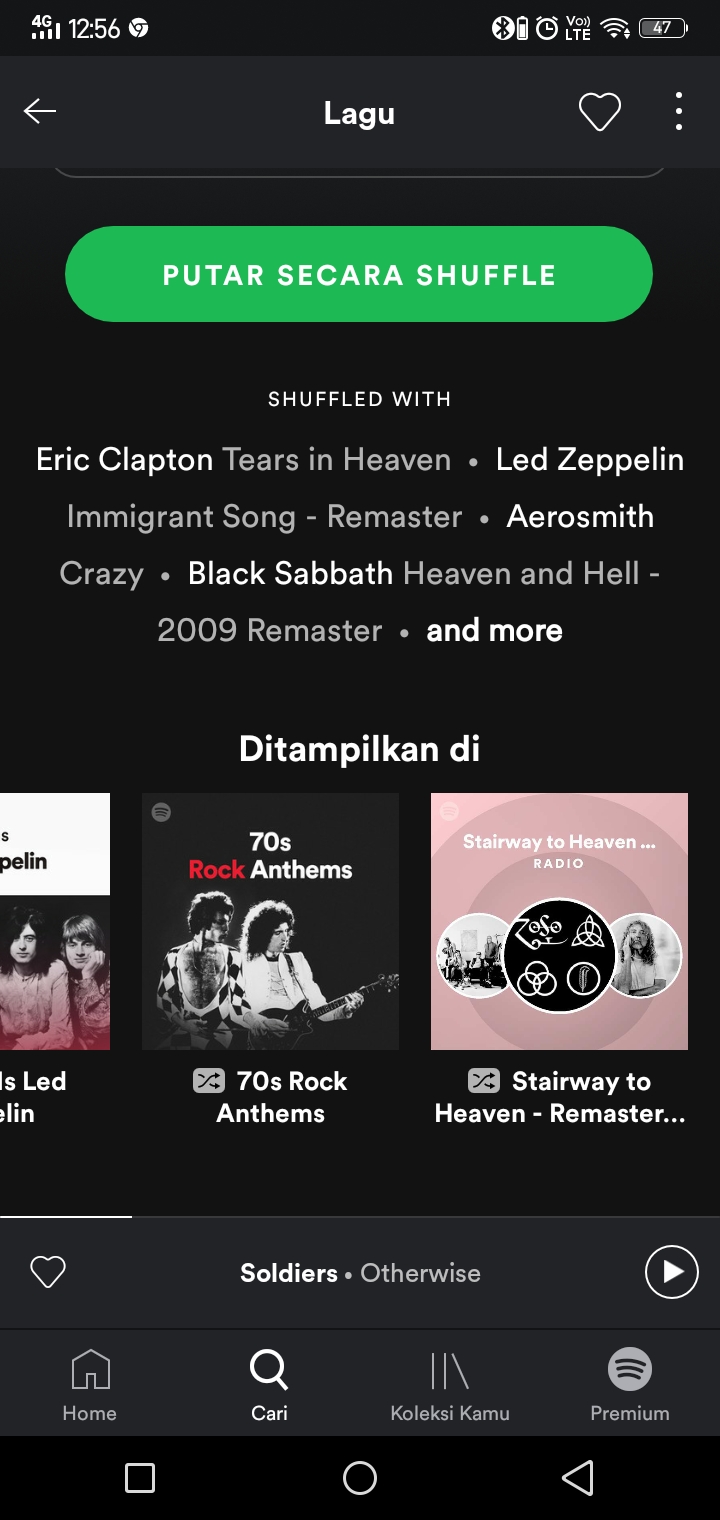 4G 12:56 Vo)) LTE 47
Lagu
PUTAR SECARA SHUFFLE
SHUFFLED WITH
Eric Clapton Tears in Heaven • Led Zeppelin
Immigrant Song - Remaster • Aerosmith
Crazy • Black Sabbath Heaven and Hell -
2009 Remaster • and more
Ditampilkan di
s
pelin
70s
Rock Anthems
Stairway to Heaven ...
RADIO
ZoSo
ls Led
elin
70s Rock
Anthems
Stairway to
Heaven - Remaster...
Soldiers • Otherwise
Home
Cari
Koleksi Kamu
Premium